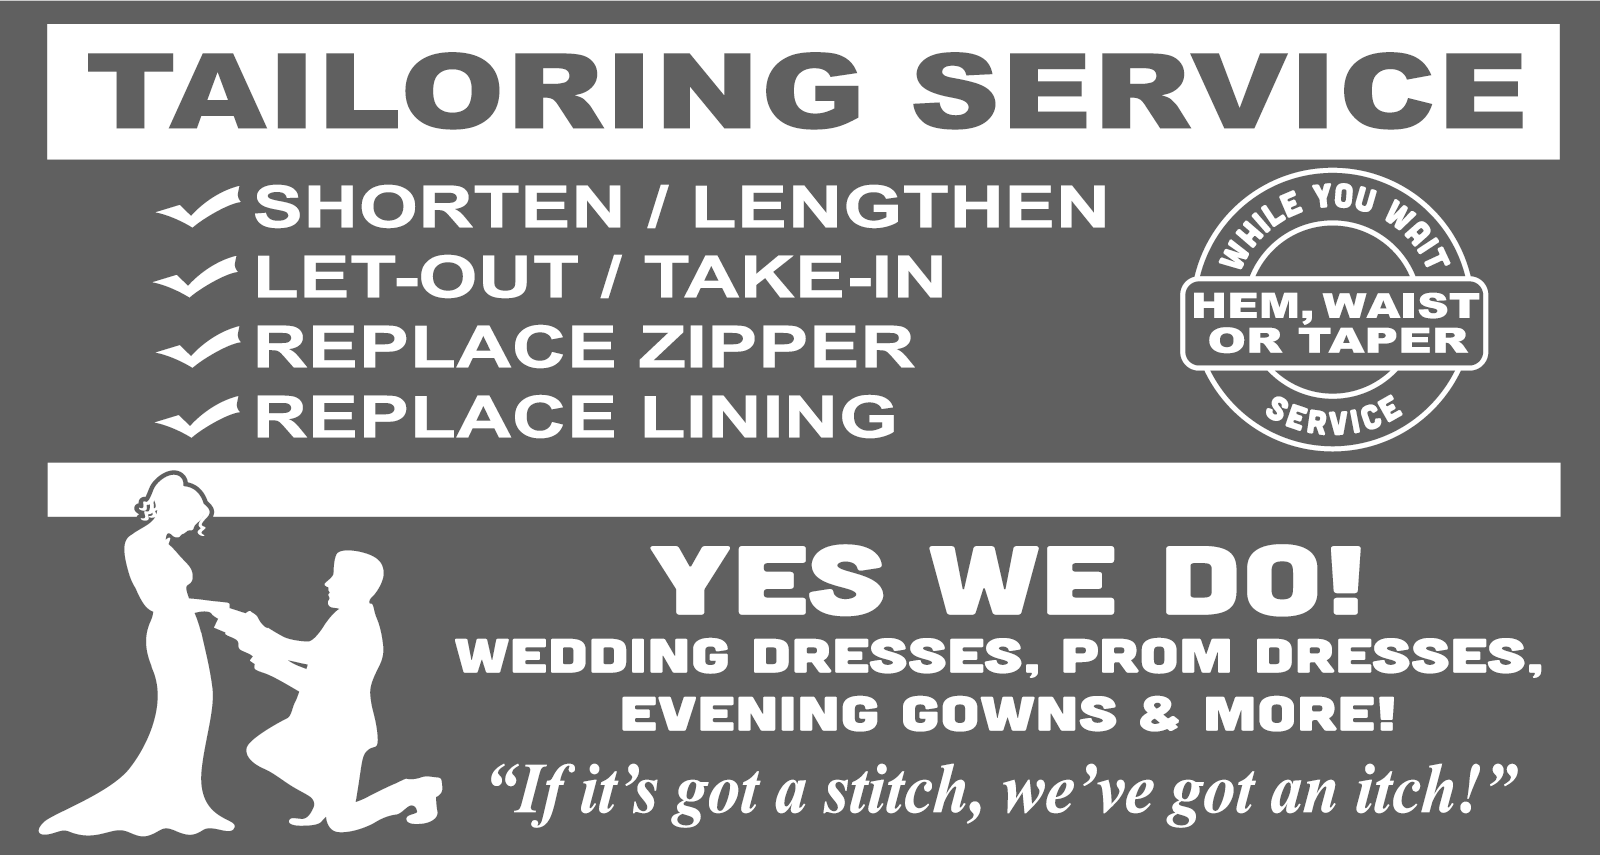 TAILORING SERVICE
SHORTEN / LENGTHEN
LET-OUT / TAKE-IN
REPLACE ZIPPER
REPLACE LINING
WHILE YOU WAIT
HEM, WAIST
OR TAPER
SERVICE
YES WE DO!
WEDDING DRESSES, PROM DRESSES,
EVENING GOWNS & MORE!
“If it’s got a stitch, we’ve got an itch!”